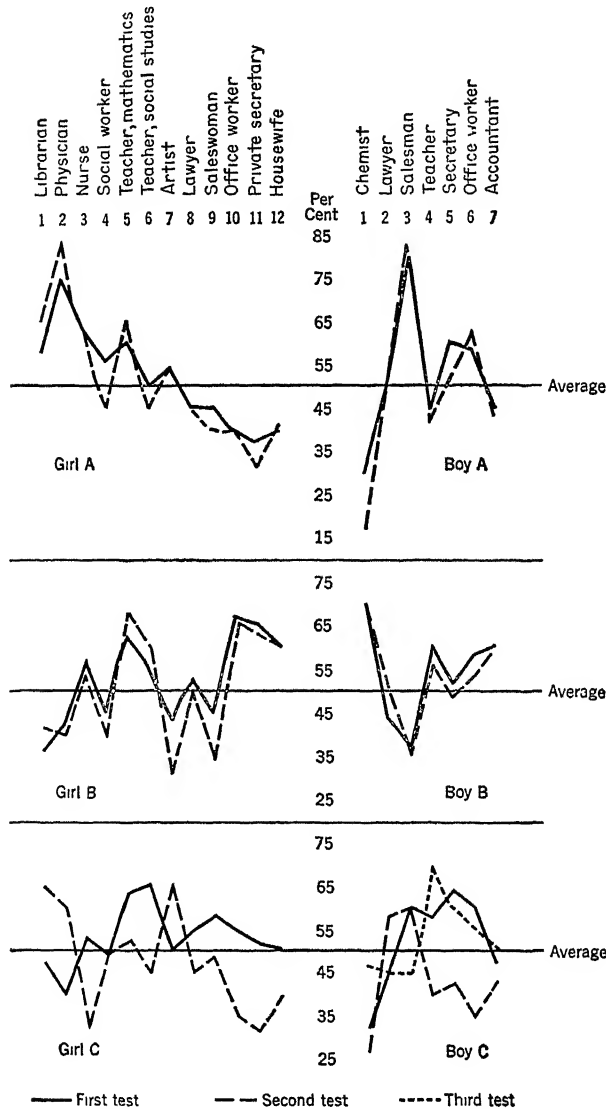 Librarian
Physician
Nurse
Social worker
Teacher, mathematics
Teacher, social studies
Artist
Lawyer
Saleswoman
Office worker
Private secretary
Housewife
Chemist
Lawyer
Salesman
Teacher
Secretary
Office worker
Accountant
1 2 3 4 5 6 7 8 9 10 11 12
Per
Cent
1 2 3 4 5 6 7
85
75
65
55
Average
45
35
25
15
Girl A
Boy A
75
65
55
Average
45
35
25
Girl B
Boy B
75
65
55
Average
45
35
25
Girl C
Boy C
First test
Second test
Third test